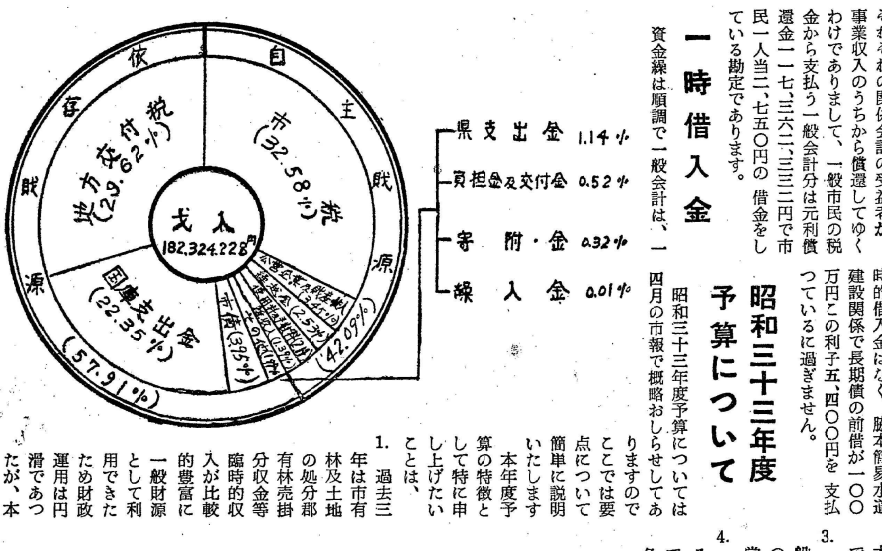 事業収入のうちから償還してゆく
わけでありまして、一般市民の税
金から支払う一般会計分は元利償
還金一一七、三六二、三三二円で市
民一人当二、七五〇円の 借金をし
ている勘定であります。
一時借入金
資金繰は順調で一般会計は、一
時的借入金はなく 脇本簡易水道
建設関係で長期債の前借が一〇〇
万円この利子五、四〇〇円を 支払
つているに過ぎません。
昭和三十三年度
予算について
昭和三十三年度予算については
四月の市報で概略おしらせしてあ
りますので
ここでは要
点について
簡単に説明
いたします
本年度予
算の特徴と
して特に申
し上げたい
ことは、
1. 過去三
年は市有
林及土地
の処分郡
有林売掛
分収金等
臨時的収
入が比較
的豊富に
一般財源
として利
用できた
ため財政
運用は円
滑であつ
たが、本
3.
4.
自主財源
依存財源
市税
(32.58%)
地方交付税
(29.62%)
国庫支出金
(22.35%)
市債(3.95%)
歳入
182,324,228円
(57.91%)
(42.09%)
県支出金 1.14%
負担金及交付金 0.52%
寄附・金 0.32%
繰入金 0.01%